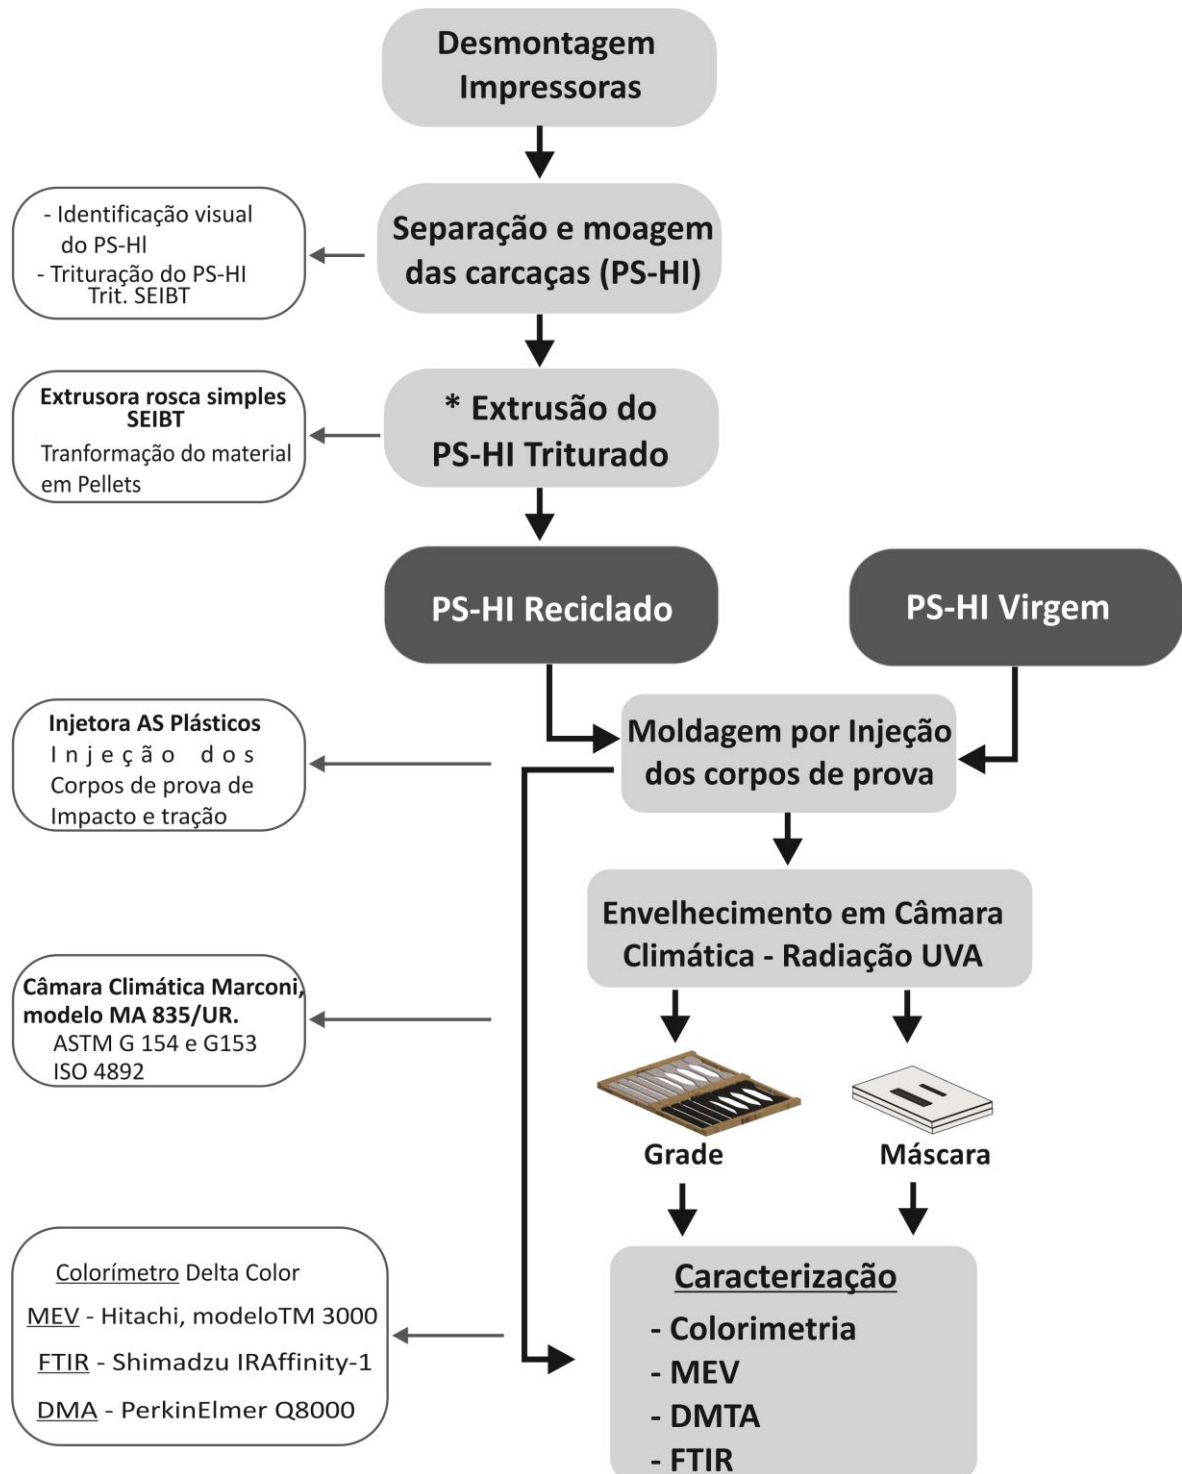 Desmontagem
Impressoras
- Identificação visual
do PS-HI
- Trituração do PS-HI
Trit. SEIBT
Separação e moagem
das carcaças (PS-HI)
Extrusora rosca simples
SEIBT
Tranformação do material
em Pellets
* Extrusão do
PS-HI Triturado
PS-HI Reciclado
PS-HI Virgem
Injetora AS Plásticos
Injeção dos
Corpos de prova de
Impacto e tração
Moldagem por Injeção
dos corpos de prova
Envelhecimento em Câmara
Climática - Radiação UVA
Câmara Climática Marconi,
modelo MA 835/UR.
ASTM G 154 e G153
ISO 4892
Grade
Máscara
Colorímetro Delta Color
MEV - Hitachi, modeloTM 3000
FTIR - Shimadzu IRAffinity-1
DMA - PerkinElmer Q8000
Caracterização
- Colorimetria
- MEV
- DMTA
- FTIR